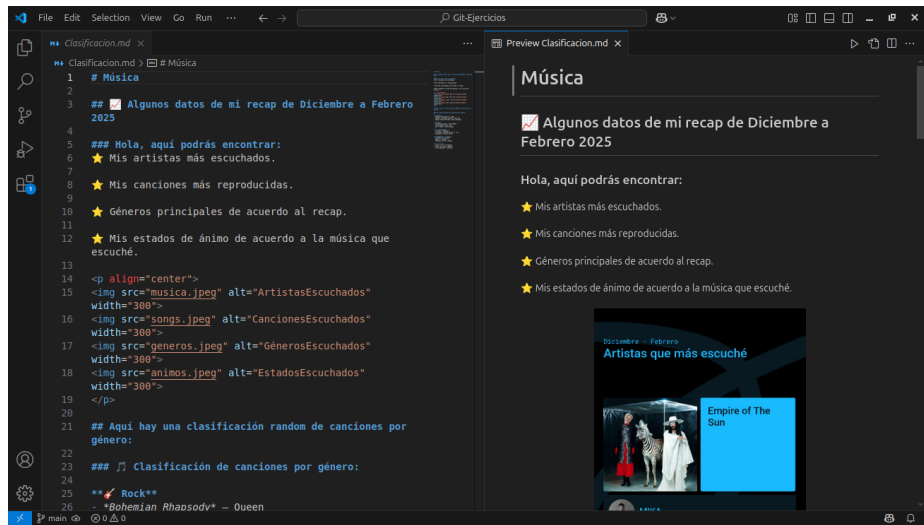 File Edit Selection View Go Run ··· Git-Ejercicios
Clasificacion.md
Clasificacion.md > # Música
1 # Música
2
3 ## 📈 Algunos datos de mi recap de Diciembre a Febrero
2025
4
5 ### Hola, aquí podrás encontrar:
6 ⭐ Mis artistas más escuchados.
7
8 ⭐ Mis canciones más reproducidas.
9
10 ⭐ Géneros principales de acuerdo al recap.
11
12 ⭐ Mis estados de ánimo de acuerdo a la música que
escuché.
13
14 <p align="center">
15 <img src="musica.jpeg" alt="ArtistasEscuchados"
width="300">
16 <img src="songs.jpeg" alt="CancionesEscuchados"
width="300">
17 <img src="generos.jpeg" alt="GénerosEscuchados"
width="300">
18 <img src="animos.jpeg" alt="EstadosEscuchados"
width="300">
19 </p>
20
21 ## Aquí hay una clasificación random de canciones por
género:
22
23 ### 🎵 Clasificación de canciones por género:
24
25 **🎸 Rock**
26 - *Bohemian Rhapsody* – Queen
Preview Clasificacion.md
Música
📈 Algunos datos de mi recap de Diciembre a
Febrero 2025
Hola, aquí podrás encontrar:
⭐ Mis artistas más escuchados.
⭐ Mis canciones más reproducidas.
⭐ Géneros principales de acuerdo al recap.
⭐ Mis estados de ánimo de acuerdo a la música que escuché.
Diciembre - Febrero
Artistas que más escuché
Empire of The
Sun
MIKA
1
main 0 0